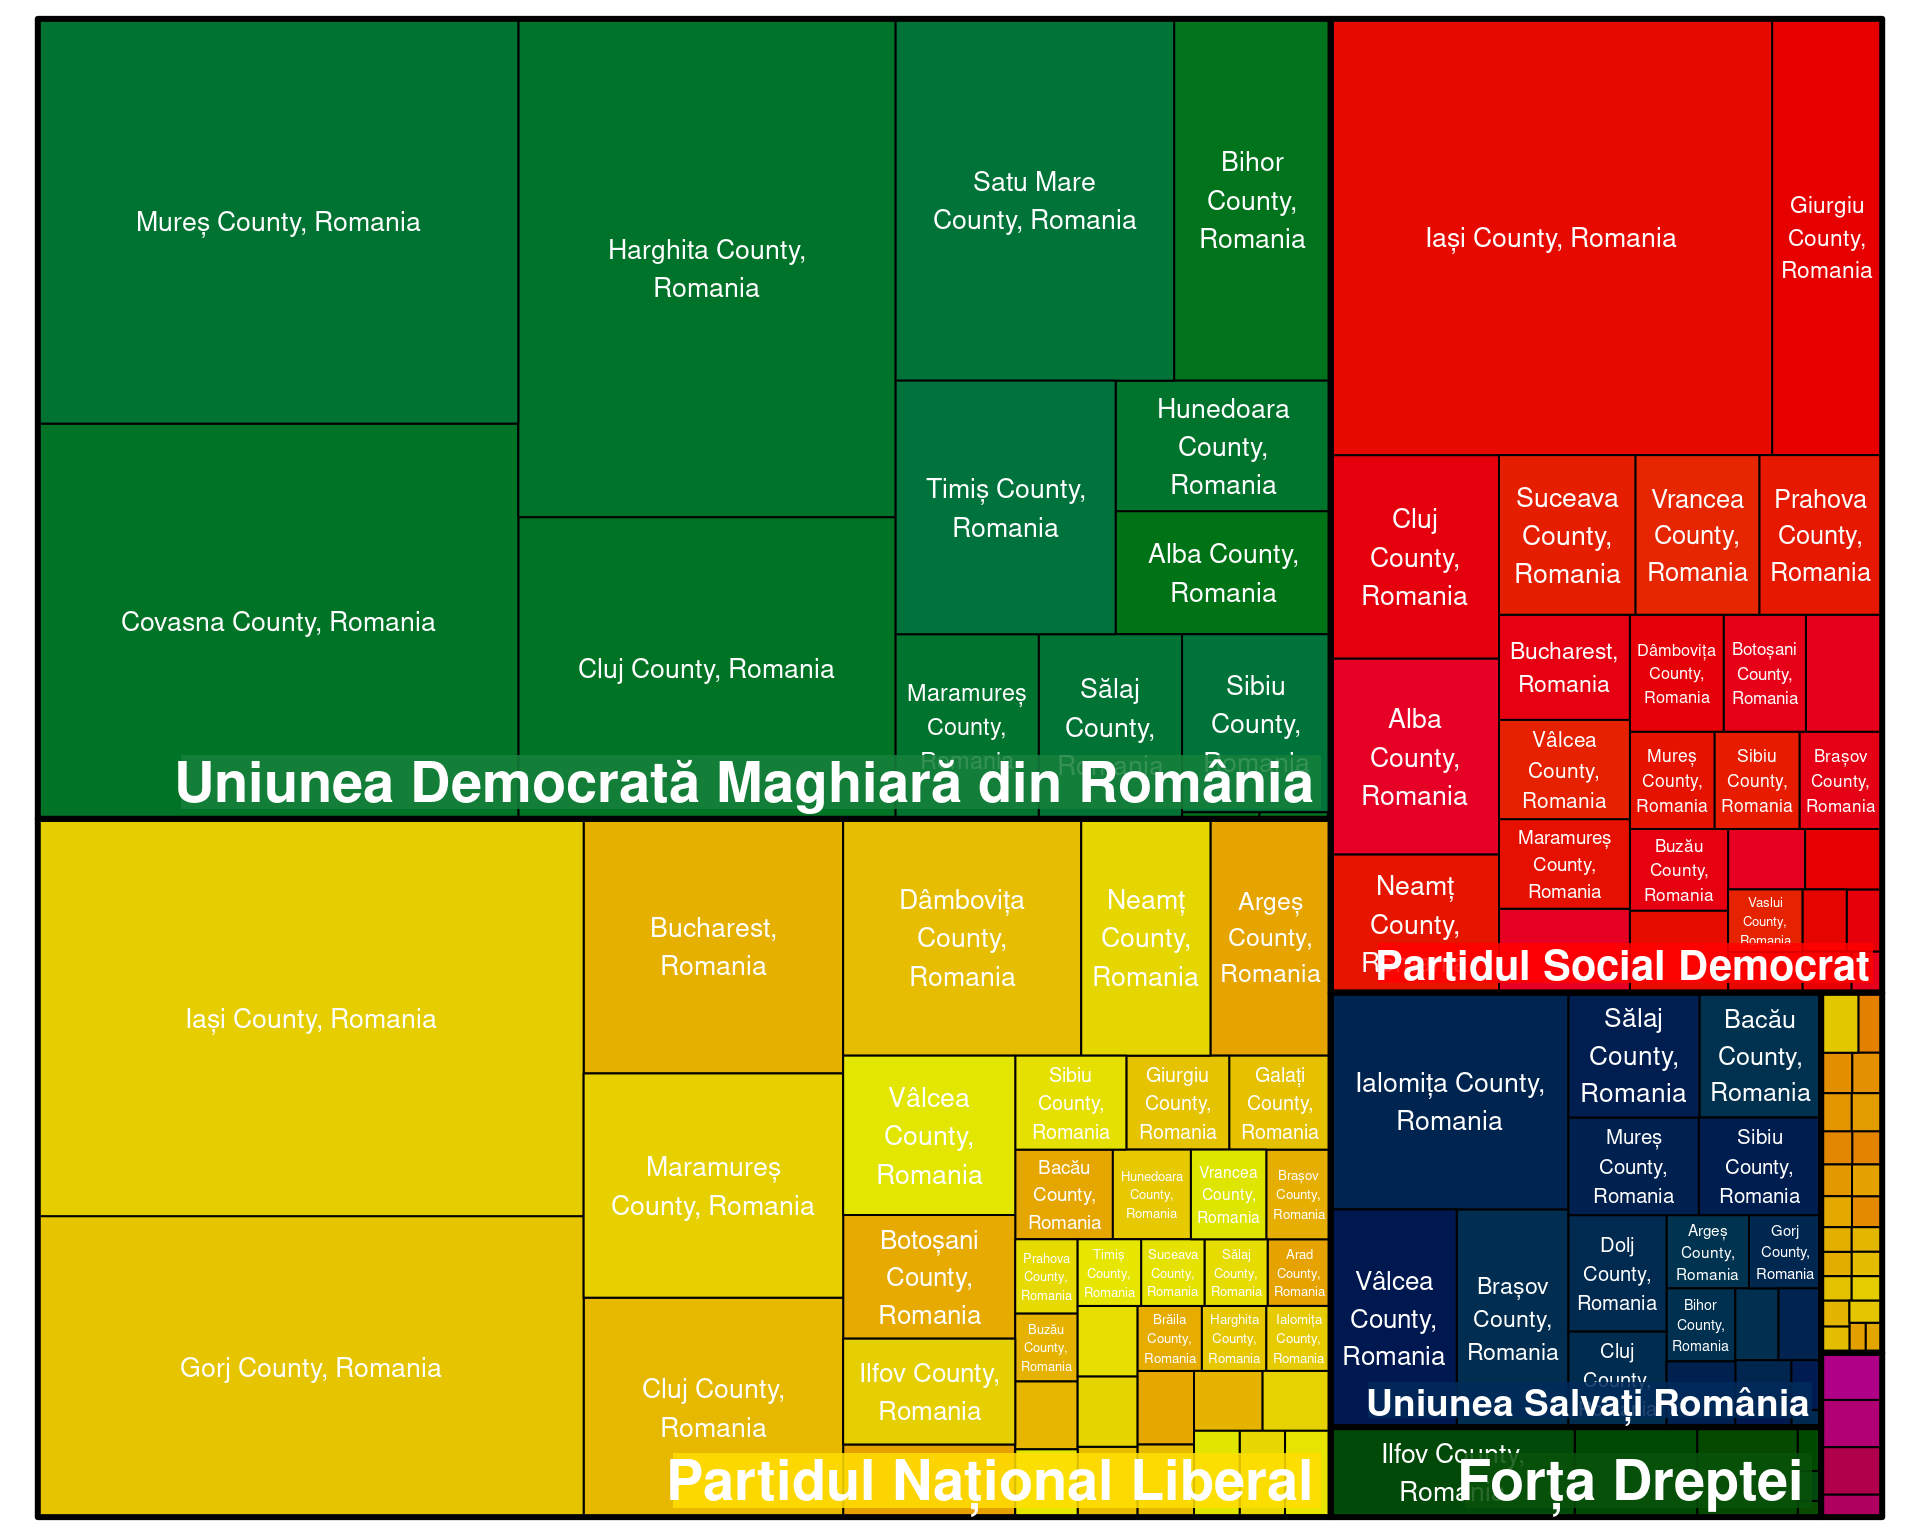 Mureș County, Romania
Harghita County,
Romania
Satu Mare
County, Romania
Bihor
County,
Romania
Covasna County, Romania
Cluj County, Romania
Timiș County,
Romania
Hunedoara
County,
Romania
Alba County,
Romania
Maramureș
County,
Romania
Sălaj
County,
Romania
Sibiu
County,
Romania
Uniunea Democrată Maghiară din România
Iași County, Romania
Giurgiu
County,
Romania
Cluj
County,
Romania
Suceava
County,
Romania
Vrancea
County,
Romania
Prahova
County,
Romania
Alba
County,
Romania
Bucharest,
Romania
Dâmbovița
County,
Romania
Botoșani
County,
Romania
Vâlcea
County,
Romania
Mureș
County,
Romania
Sibiu
County,
Romania
Brașov
County,
Romania
Maramureș
County,
Romania
Buzău
County,
Romania
Neamț
County,
Romania
Vaslui
County,
Romania
Partidul Social Democrat
Iași County, Romania
Gorj County, Romania
Bucharest,
Romania
Maramureș
County, Romania
Cluj County,
Romania
Dâmbovița
County,
Romania
Neamț
County,
Romania
Argeș
County,
Romania
Vâlcea
County,
Romania
Sibiu
County,
Romania
Giurgiu
County,
Romania
Galați
County,
Romania
Bacău
County,
Romania
Hunedoara
County,
Romania
Vrancea
County,
Romania
Brașov
County,
Romania
Botoșani
County,
Romania
Prahova
County,
Romania
Timiș
County,
Romania
Suceava
County,
Romania
Sălaj
County,
Romania
Arad
County,
Romania
Ilfov County,
Romania
Buzău
County,
Romania
Brăila
County,
Romania
Harghita
County,
Romania
Ialomița
County,
Romania
Partidul Național Liberal
Ialomița County,
Romania
Sălaj
County,
Romania
Bacău
County,
Romania
Mureș
County,
Romania
Sibiu
County,
Romania
Vâlcea
County,
Romania
Brașov
County,
Romania
Dolj
County,
Romania
Argeș
County,
Romania
Gorj
County,
Romania
Bihor
County,
Romania
Cluj
County,
Uniunea Salvați România
Ilfov County,
Romania
Forța Dreptei